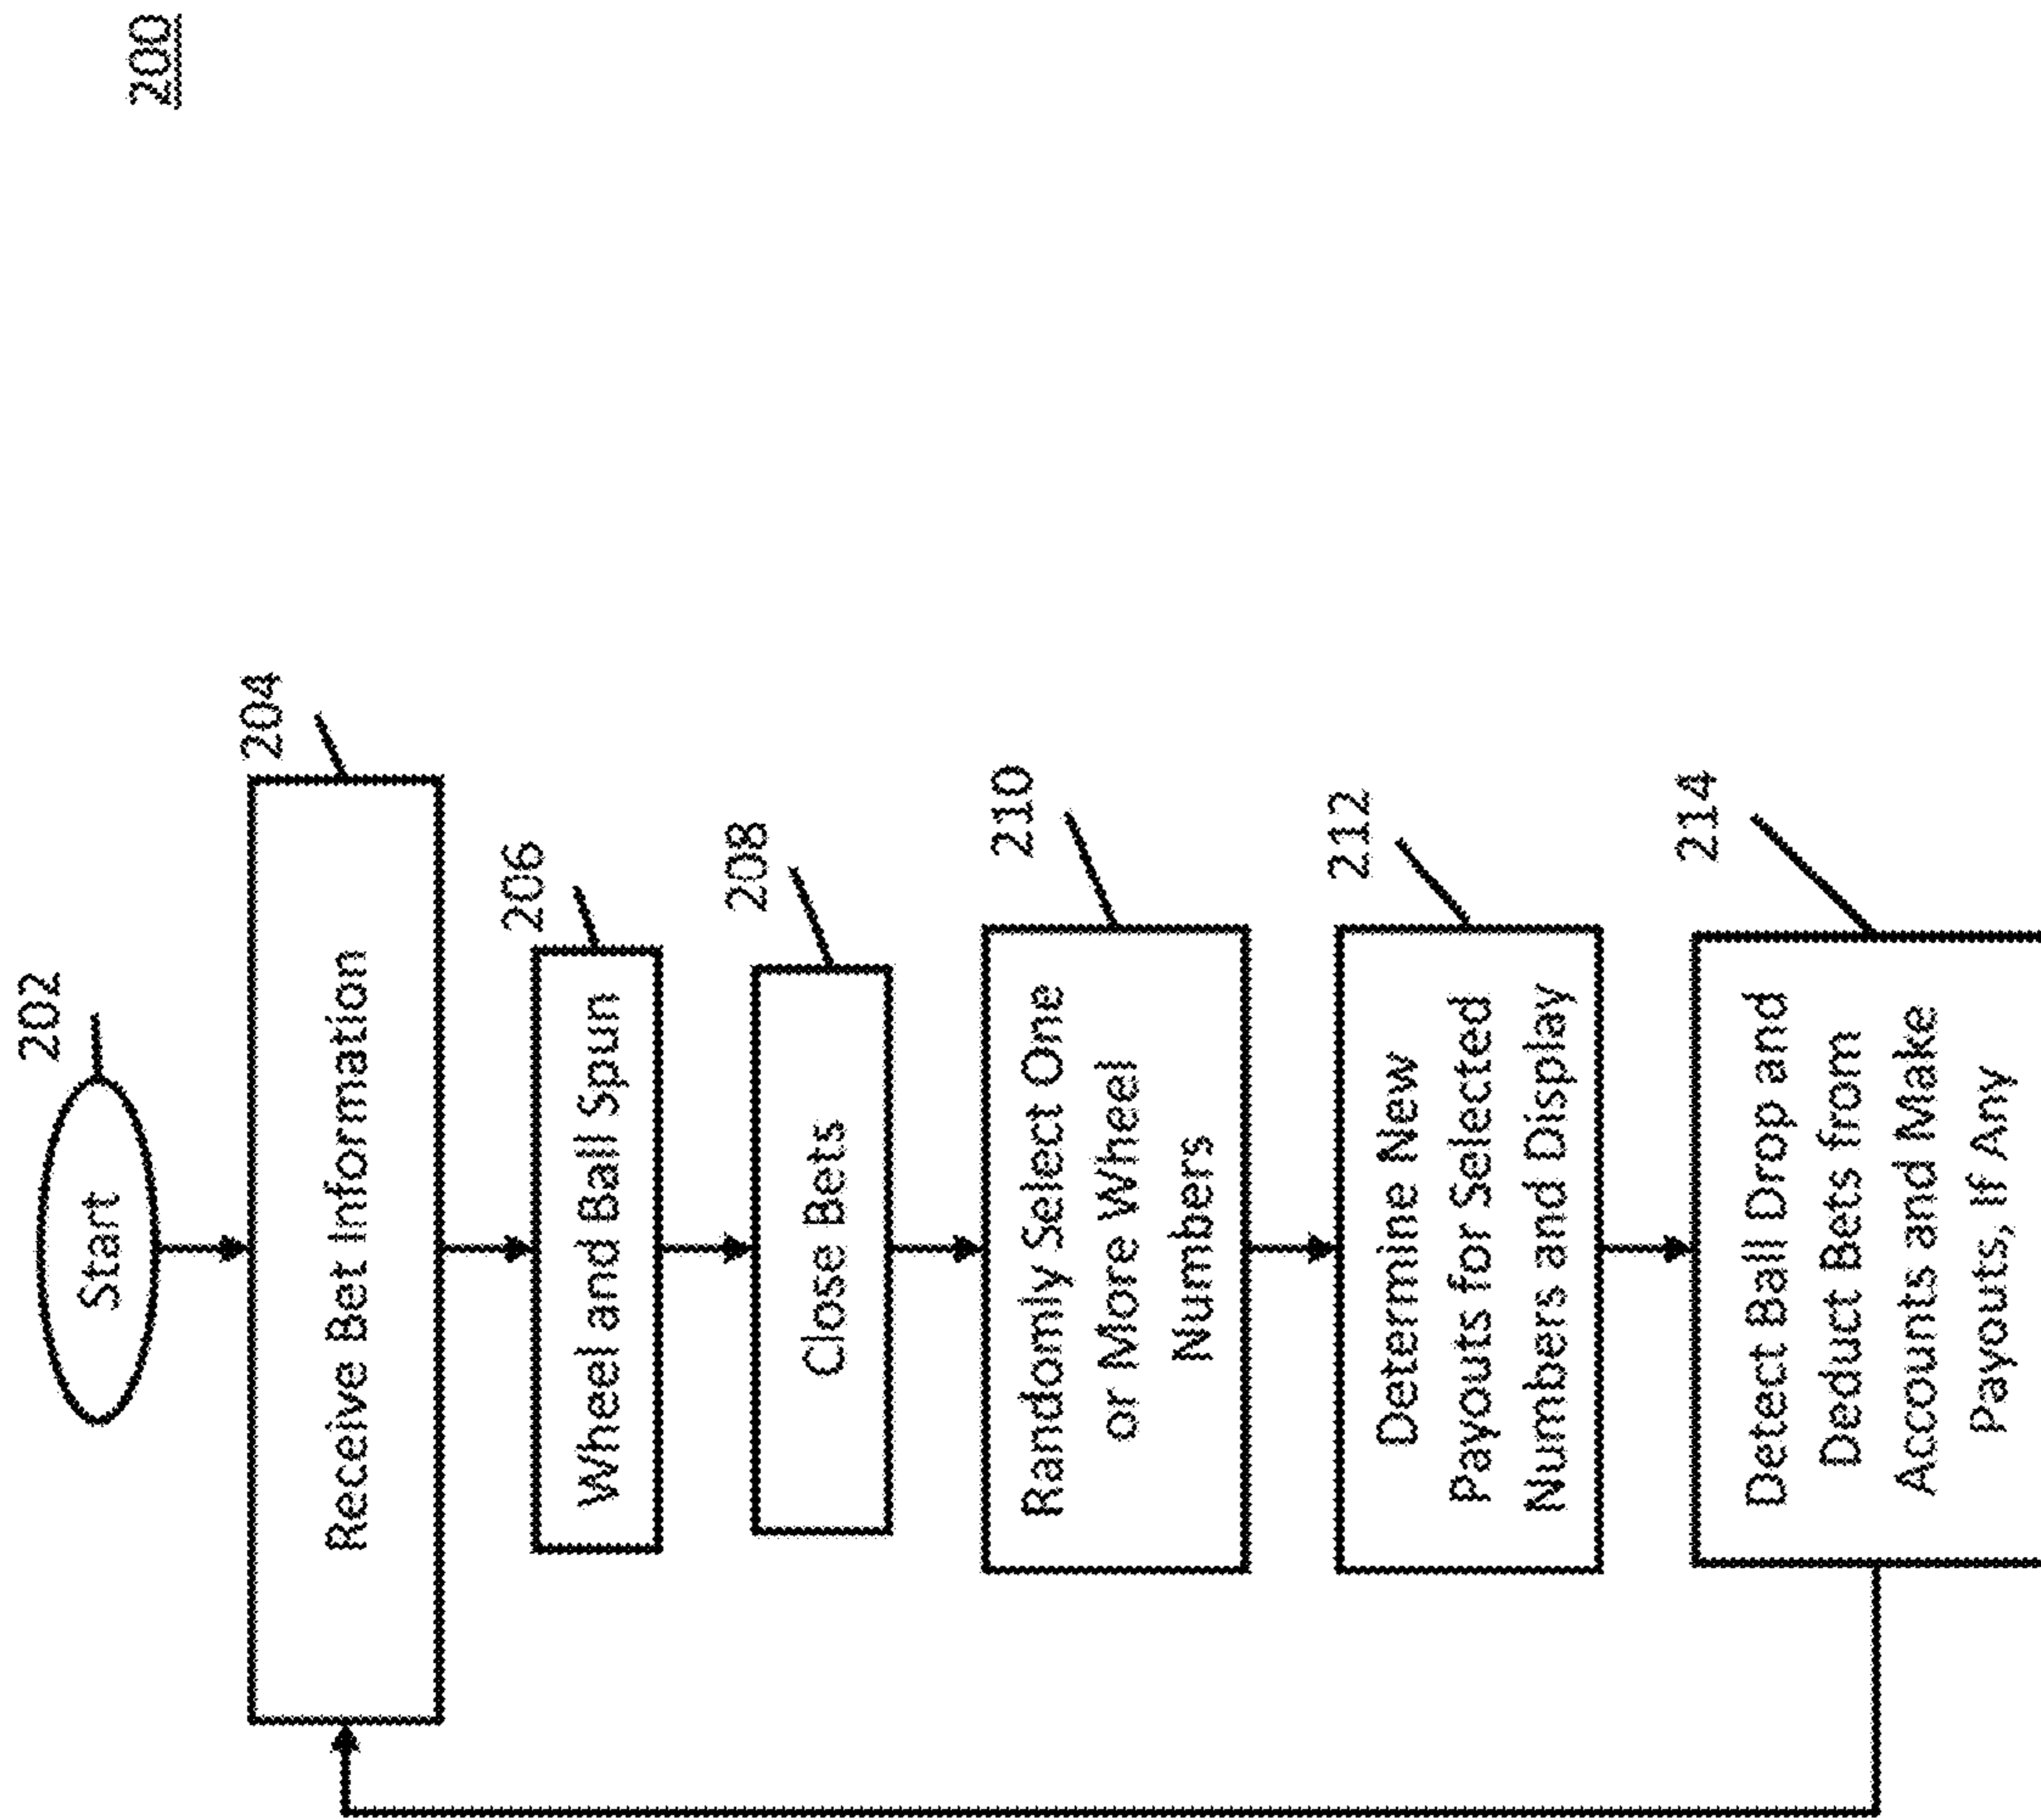 200
202
Start
204
Receive Bet Information
206
Wheel and Ball Spun
208
Close Bets
210
Randomly Select One
or More Wheel
Numbers
212
Determine New
Payouts for Selected
Numbers and Display
214
Detect Ball Drop and
Deduct Bets from
Accounts and Make
Payouts, If Any